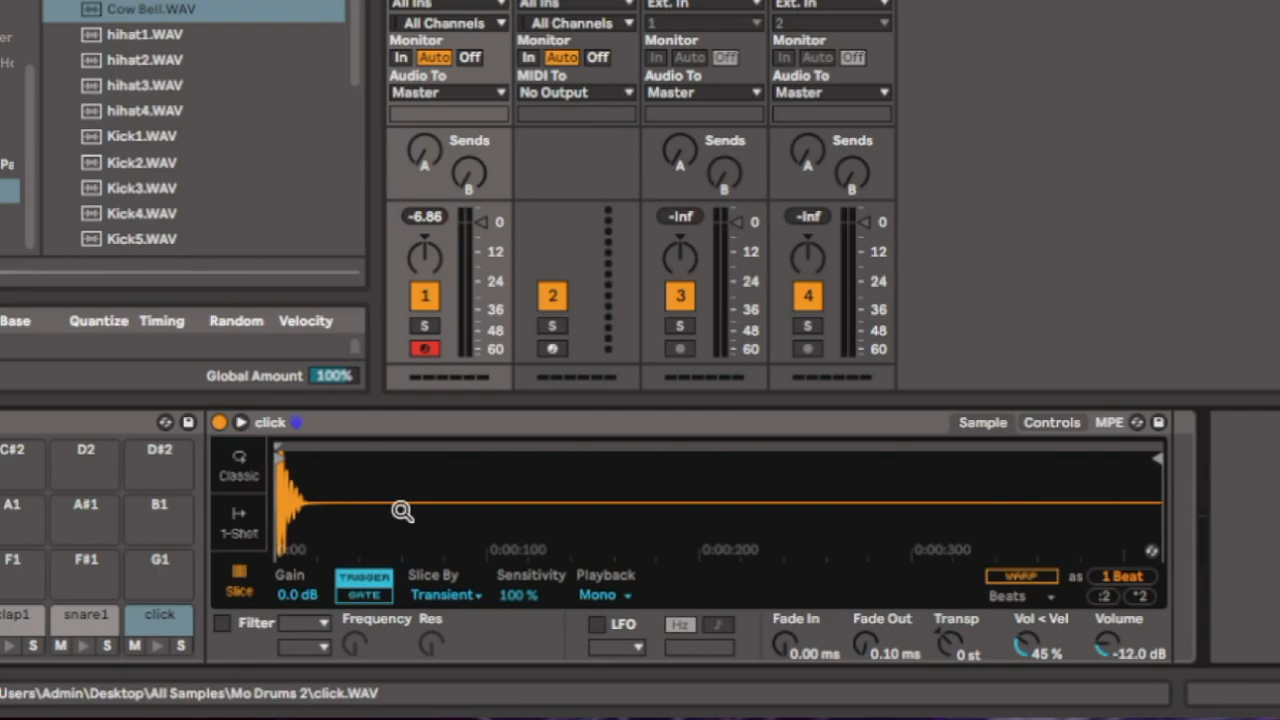 Cow Bell.WAV
hihat1.WAV
hihat2.WAV
hihat3.WAV
hihat4.WAV
Kick1.WAV
Kick2.WAV
Kick3.WAV
Kick4.WAV
Kick5.WAV
Base Quantize Timing Random Velocity
Global Amount 100%
All Ins All Ins Ext. In Ext. In
All Channels All Channels 1 2
Monitor Monitor Monitor Monitor
In Auto Off In Auto Off In Auto Off In Auto Off
Audio To MIDI To Audio To Audio To
Master No Output Master Master
Sends Sends Sends
A A A
B B B
-6.86 0 -Inf 0 -Inf 0
12 12 12
24 24 24
1 2 3 4
36 36 36
S S S S
48 48 48
60 60 60
C#2 D2 D#2
A1 A#1 B1
F1 F#1 G1
clap1 snare1 click
S M S M S
click Sample Controls MPE
Classic
1-Shot
Slice
0:00:100 0:00:200 0:00:300
Gain TRIGGER Slice By Sensitivity Playback WARP as 1 Beat
0.0 dB GATE Transient 100 % Mono Beats :2 *2
Filter Frequency Res LFO Hz Fade In Fade Out Transp Vol < Vel Volume
0.00 ms 0.10 ms 0 st 45 % -12.0 dB
Users\Admin\Desktop\All Samples\Mo Drums 2\click.WAV